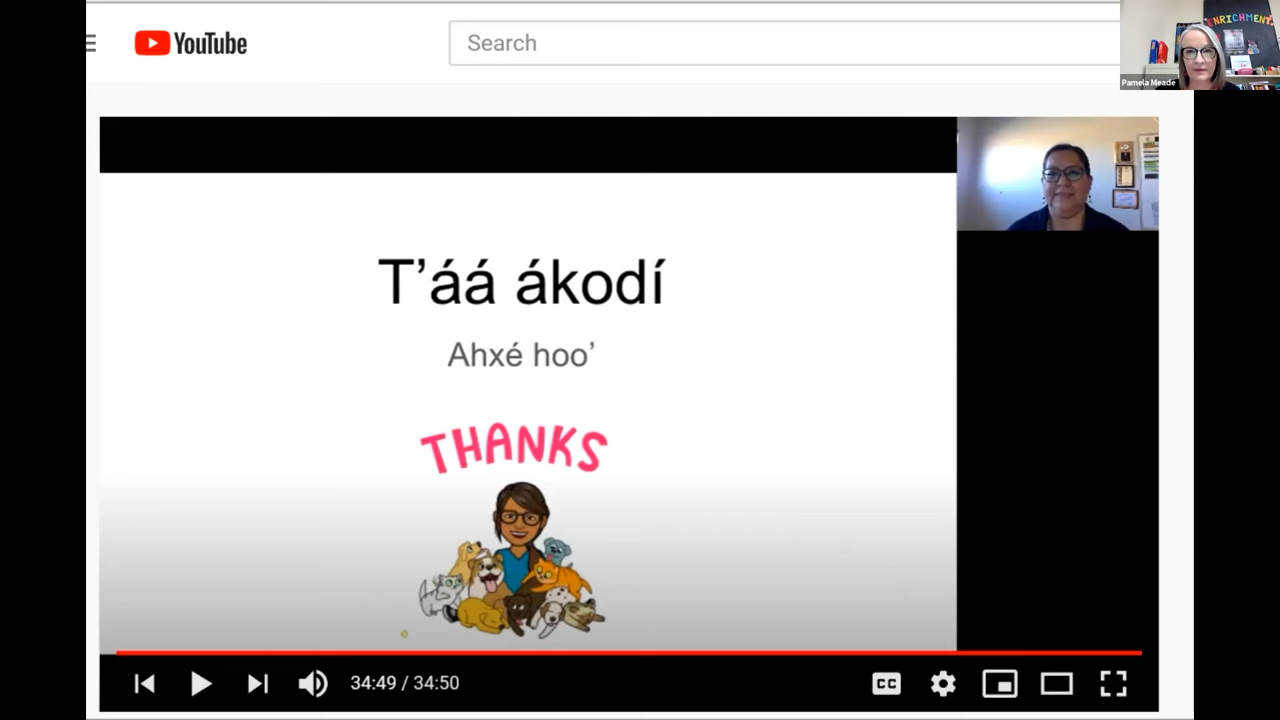 YouTube
Search
ENRICHMENT
Pamela Meade
T’áá ákodí
Ahxé hoo’
THANKS
34:49 / 34:50
CC